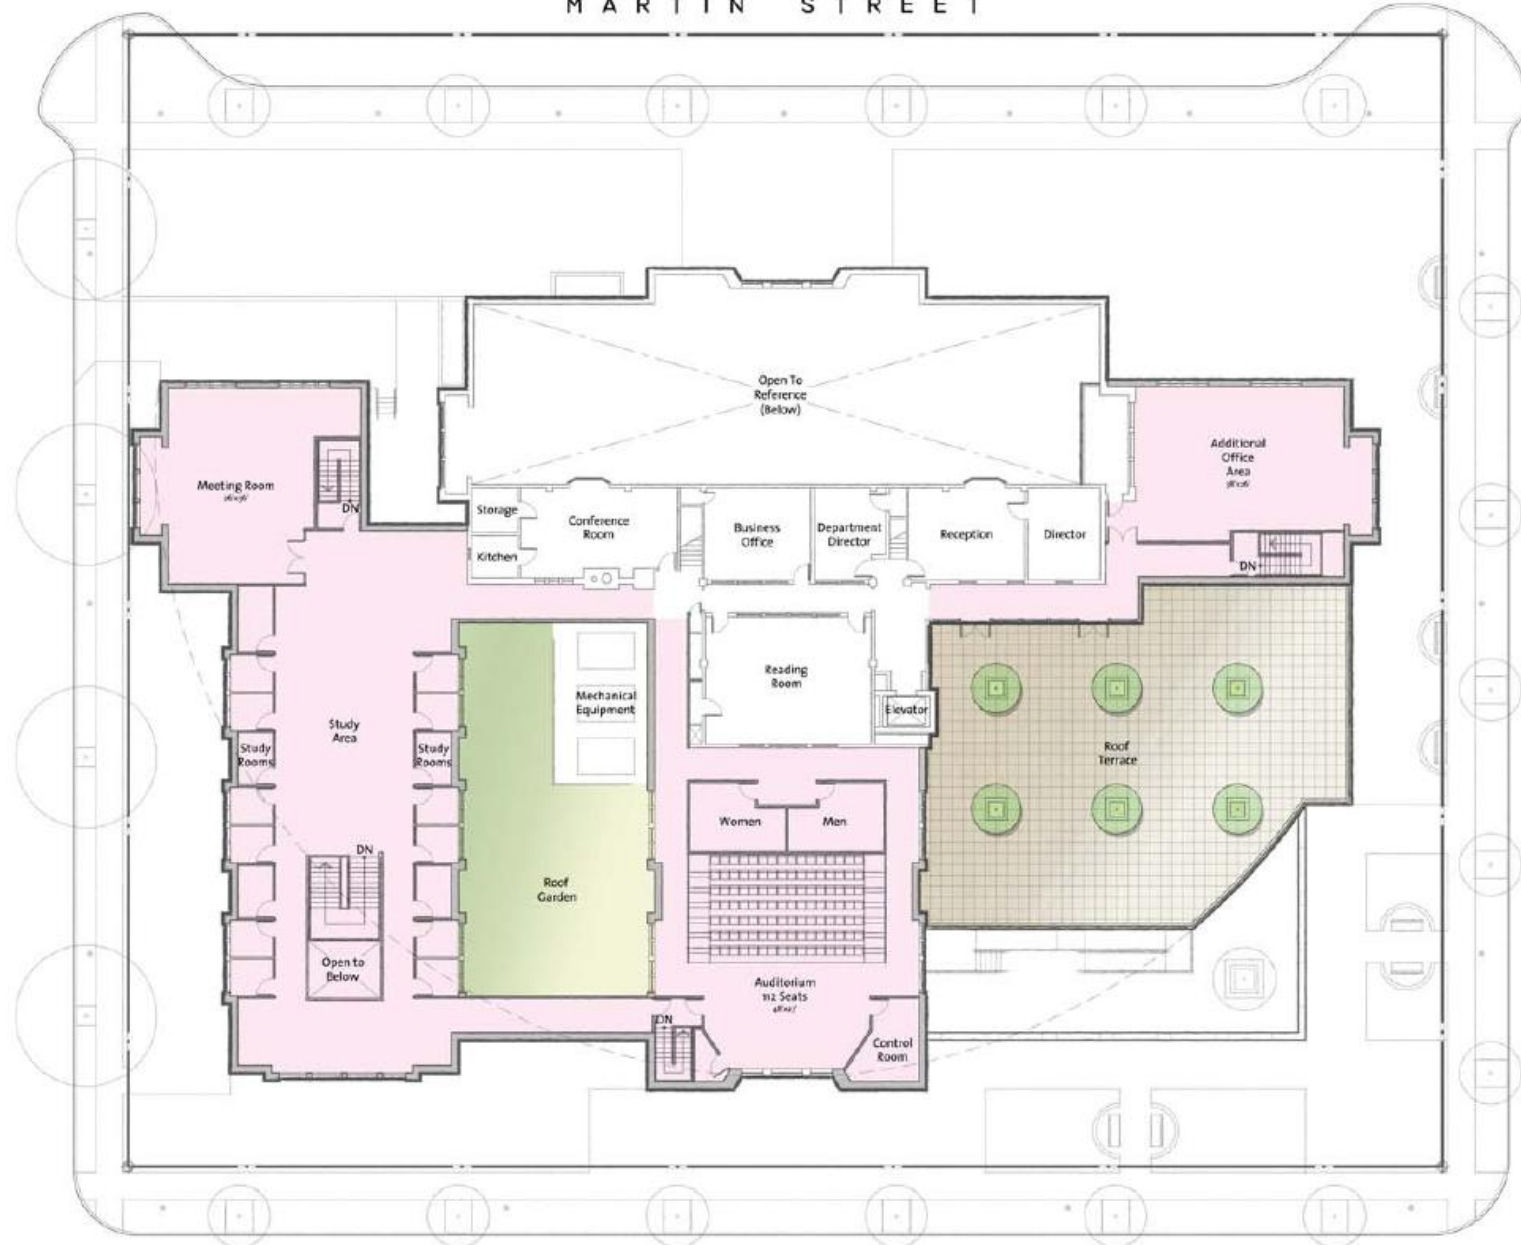 MARTIN STREET
Open To
Reference
(Below)
Additional
Office
Area
Meeting Room
DN
Storage
Conference
Room
Business
Office
Department
Director
Reception
Director
Kitchen
DN
Reading
Room
Mechanical
Equipment
Elevator
Study
Area
Study
Rooms
Study
Rooms
Roof
Terrace
Women
Men
DN
Roof
Garden
Open to
Below
Auditorium
112 Seats
DN
Control
Room